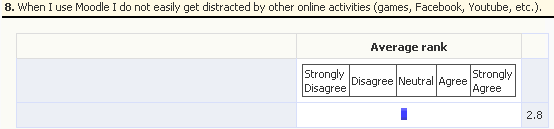 8. When I use Moodle I do not easily get distracted by other online activities (games, Facebook, Youtube, etc.).
Average rank
Strongly Disagree Disagree Neutral Agree Strongly Agree
2.8